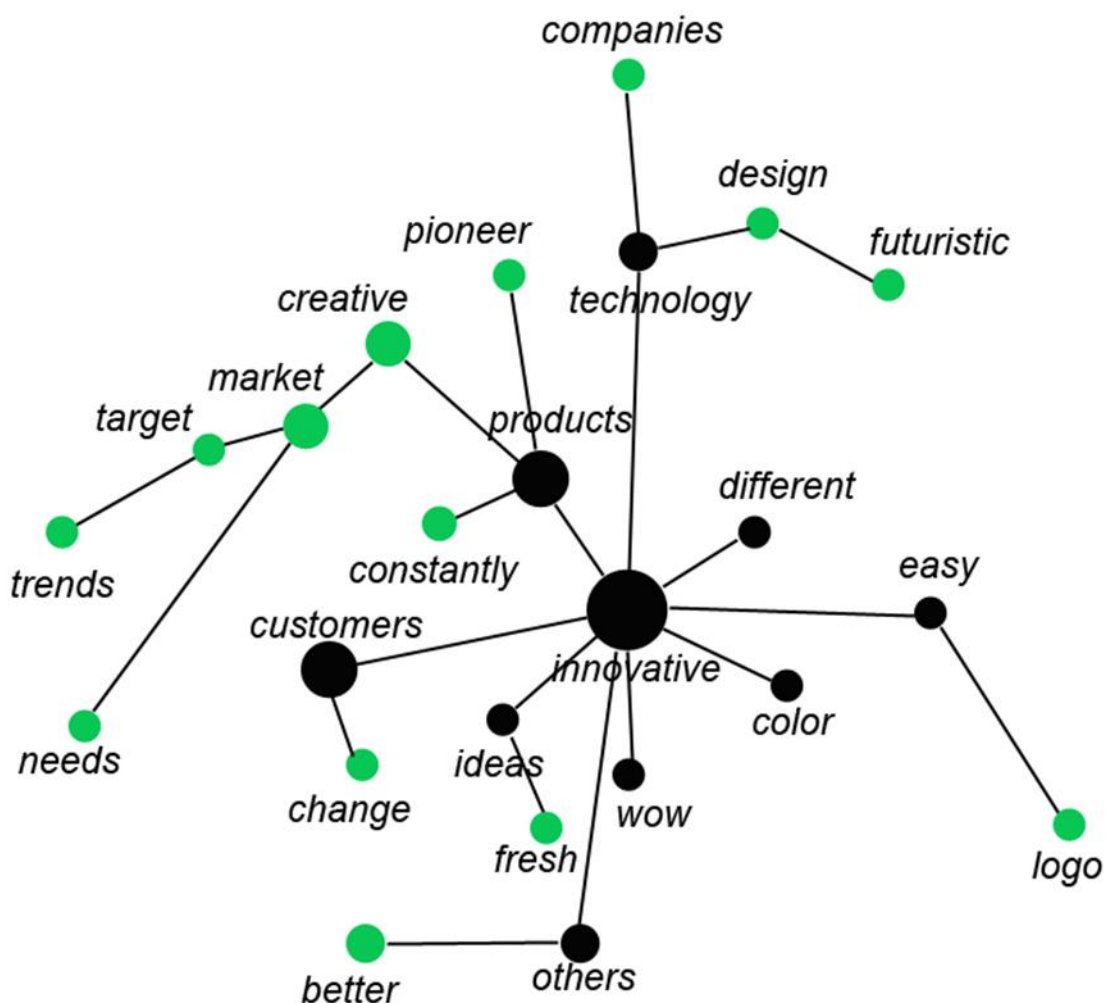 companies
design
pioneer
futuristic
creative
technology
market
target
products
different
easy
constantly
trends
customers
innovative
color
needs
ideas
change
wow
fresh
logo
others
better